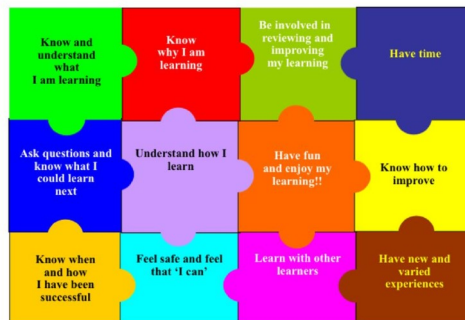 Know and
understand
what
I am learning
Know
why I am
learning
Be involved in
reviewing and
improving
my learning
Have time
Ask questions and
know what I
could learn
next
Understand how I
learn
Have fun
and enjoy my
learning!!
Know how to
improve
Know when
and how
I have been
successful
Feel safe and feel
that ‘I can’
Learn with other
learners
Have new and
varied
experiences